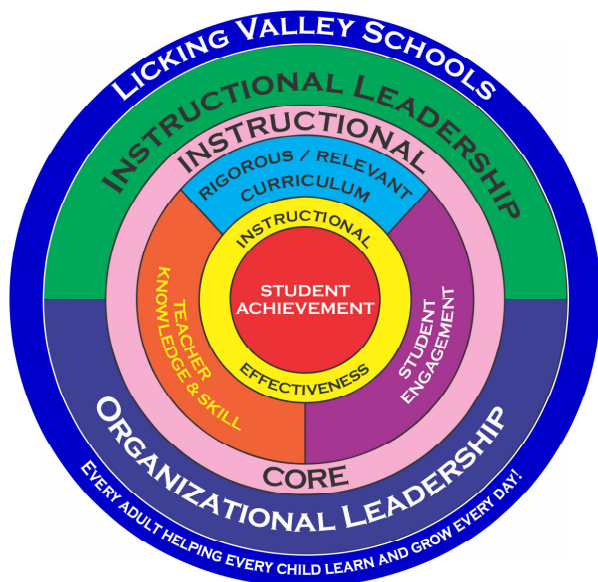 LICKING VALLEY SCHOOLS
INSTRUCTIONAL LEADERSHIP
INSTRUCTIONAL
RIGOROUS / RELEVANT
CURRICULUM
INSTRUCTIONAL
STUDENT
ACHIEVEMENT
EFFECTIVENESS
TEACHER
KNOWLEDGE & SKILL
STUDENT
ENGAGEMENT
CORE
ORGANIZATIONAL LEADERSHIP
EVERY ADULT HELPING EVERY CHILD LEARN AND GROW EVERY DAY!